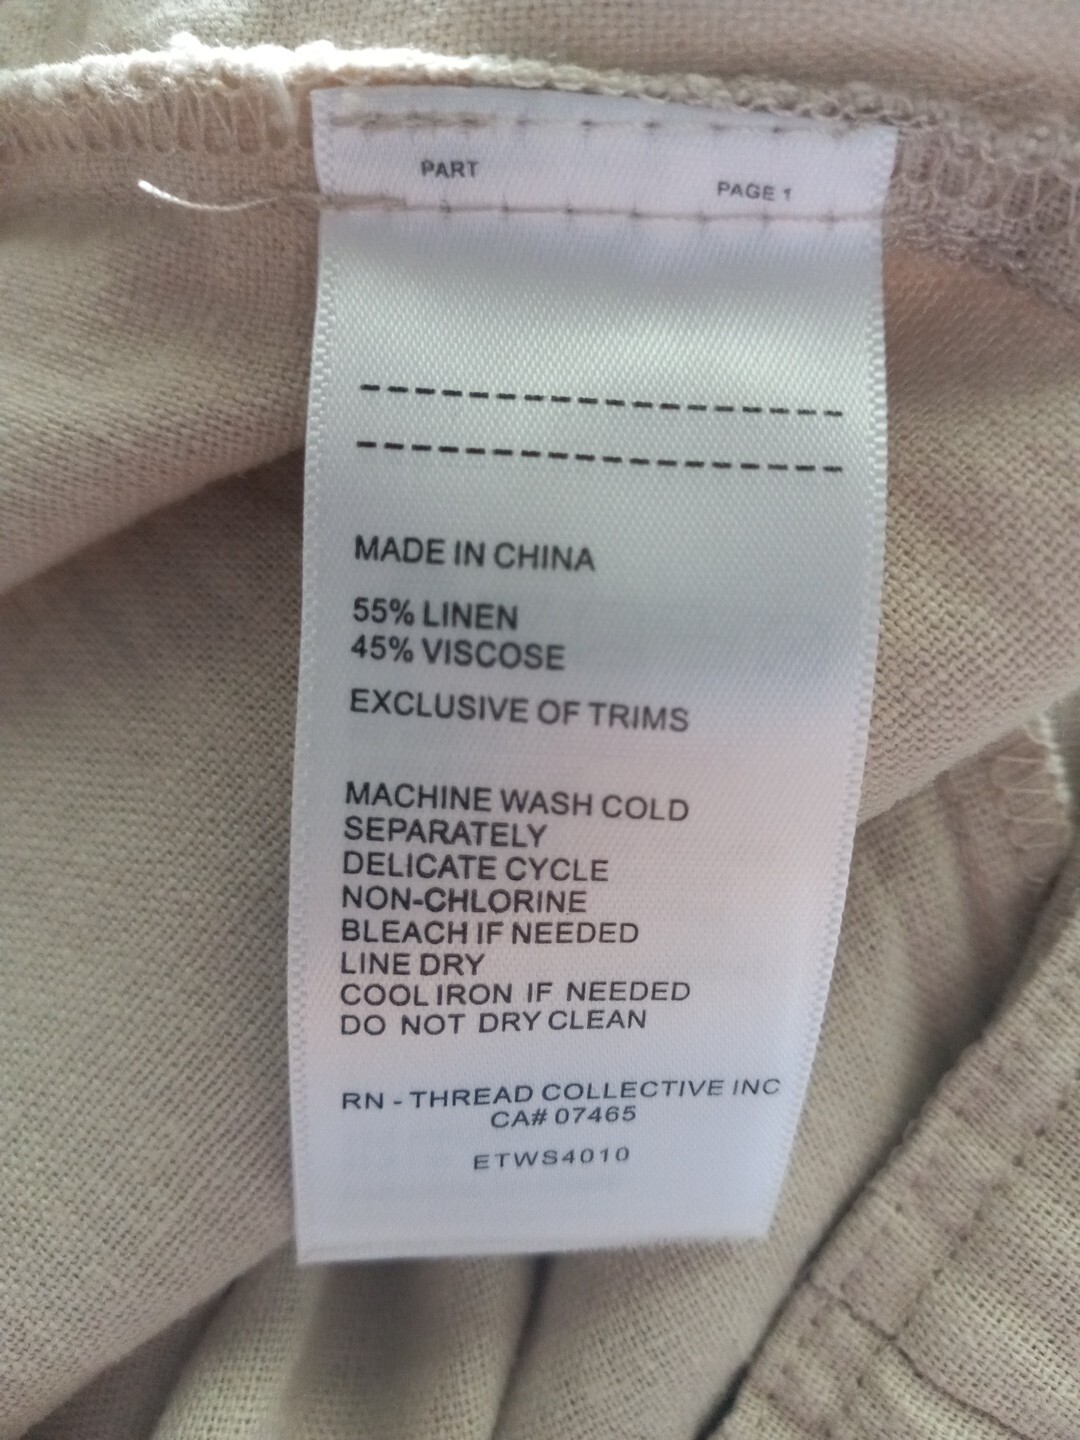 PART
PAGE 1
MADE IN CHINA
55% LINEN
45% VISCOSE
EXCLUSIVE OF TRIMS
MACHINE WASH COLD
SEPARATELY
DELICATE CYCLE
NON-CHLORINE
BLEACH IF NEEDED
LINE DRY
COOL IRON IF NEEDED
DO NOT DRY CLEAN
RN - THREAD COLLECTIVE INC
CA# 07465
ETWS4010